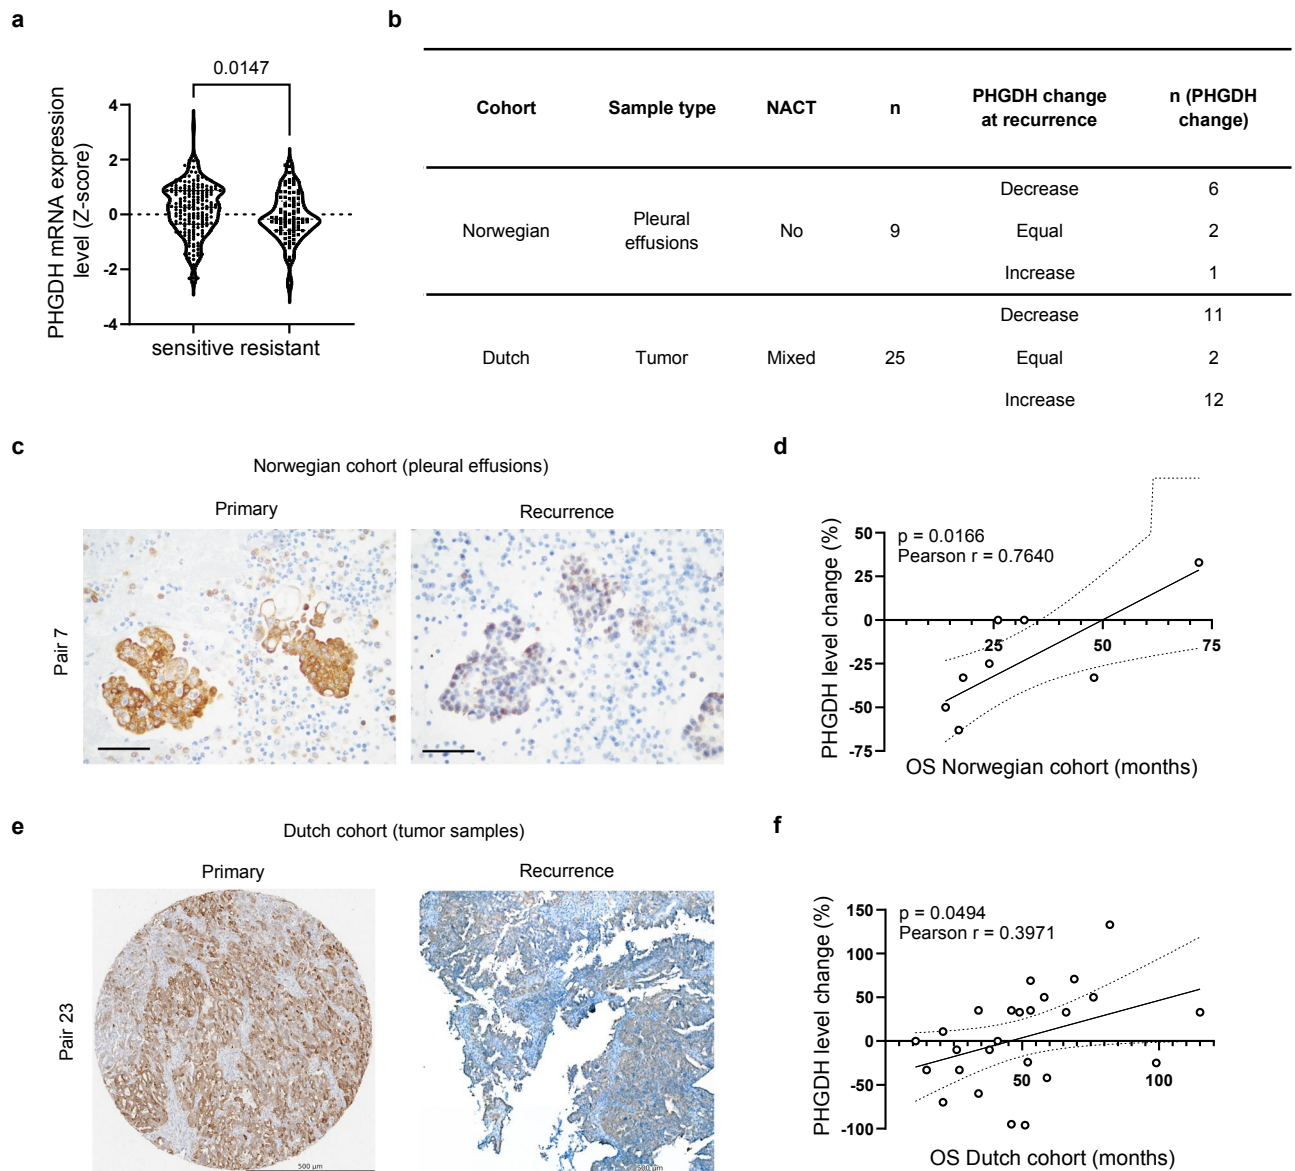 a
0.0147
PHGDH mRNA expression
level (Z-score)
4
2
0
-2
-4
sensitive resistant
b
Cohort Sample type NACT n PHGDH change at recurrence n (PHGDH change)
Norwegian Pleural effusions No 9
Decrease 6
Equal 2
Increase 1
Dutch Tumor Mixed 25
Decrease 11
Equal 2
Increase 12
c
Norwegian cohort (pleural effusions)
Primary
Recurrence
Pair 7
d
p = 0.0166
Pearson r = 0.7640
PHGDH level change (%)
50
25
0
-25
-50
-75
25
50
75
OS Norwegian cohort (months)
e
Dutch cohort (tumor samples)
Primary
Recurrence
Pair 23
500 µm
500 µm
f
p = 0.0494
Pearson r = 0.3971
PHGDH level change (%)
150
100
50
0
-50
-100
50
100
OS Dutch cohort (months)